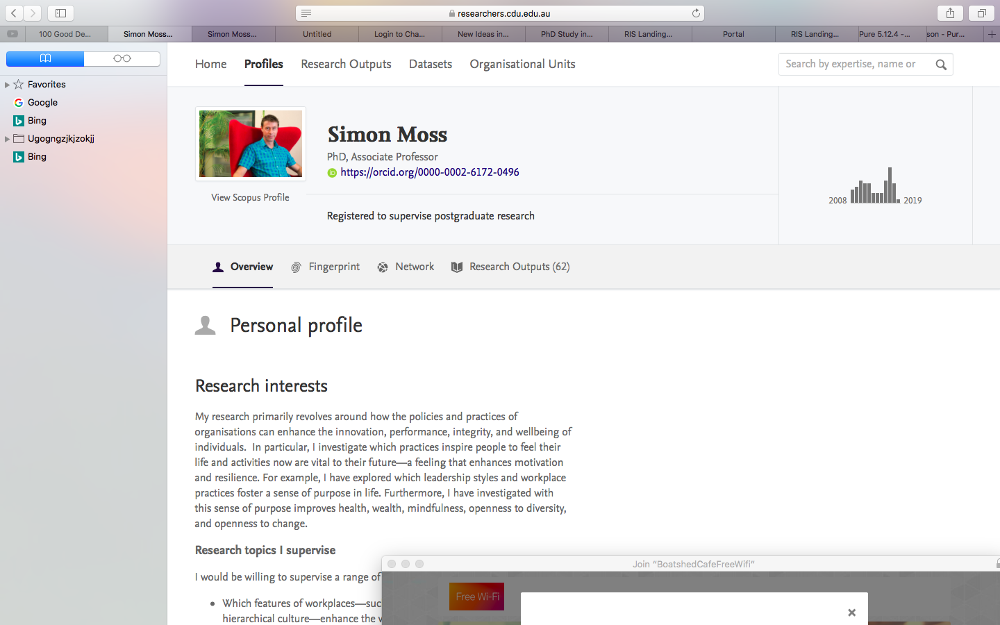 researchers.cdu.edu.au
100 Good De...
Simon Moss...
Simon Moss...
Untitled
Login to Cha...
New Ideas in...
PhD Study in...
RIS Landing...
Portal
RIS Landing...
Pure 5.12.4 -...
son - Pur...
Favorites
Google
Bing
Ugogngzjkjzokjj
Bing
Home
Profiles
Research Outputs
Datasets
Organisational Units
Search by expertise, name or
Simon Moss
PhD, Associate Professor
iD https://orcid.org/0000-0002-6172-0496
View Scopus Profile
Registered to supervise postgraduate research
2008
2019
Overview
Fingerprint
Network
Research Outputs (62)
Personal profile
Research interests
My research primarily revolves around how the policies and practices of
organisations can enhance the innovation, performance, integrity, and wellbeing of
individuals.  In particular, I investigate which practices inspire people to feel their
life and activities now are vital to their future—a feeling that enhances motivation
and resilience. For example, I have explored which leadership styles and workplace
practices foster a sense of purpose in life. Furthermore, I have investigated with
this sense of purpose improves health, wealth, mindfulness, openness to diversity,
and openness to change.
Research topics I supervise
I would be willing to supervise a range of
• Which features of workplaces—suc
hierarchical culture—enhance the v
Join "BoatshedCafeFreeWifi"
Free Wi-Fi
×